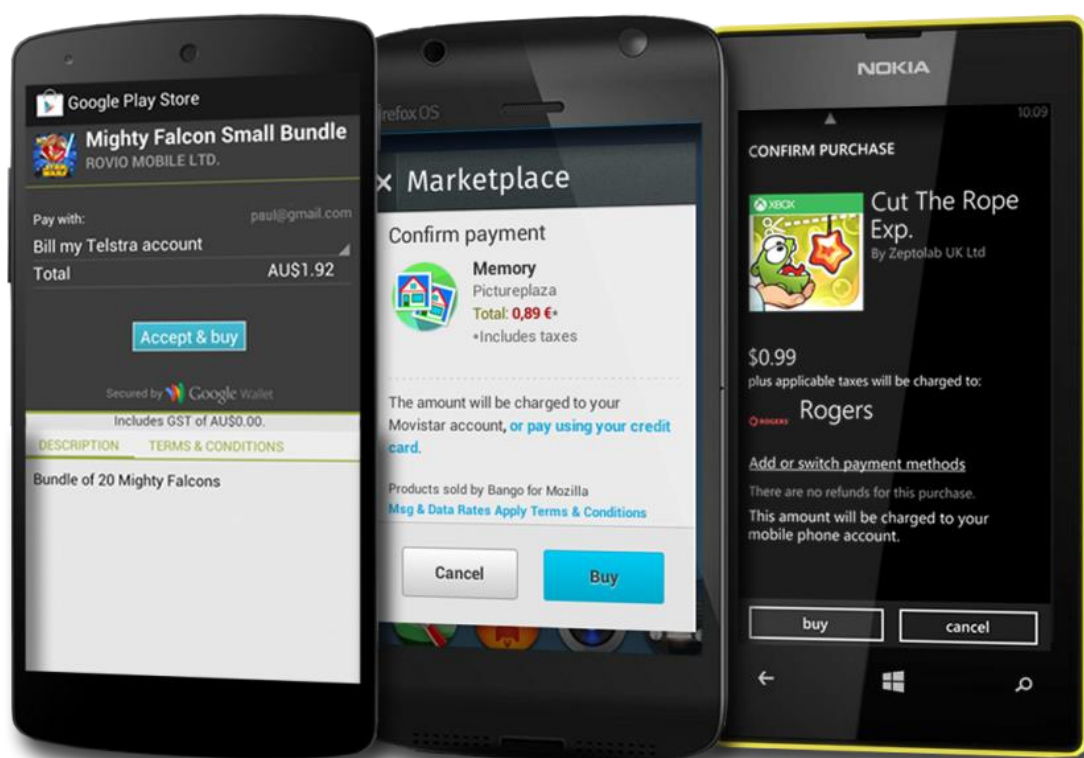 Google Play Store
Mighty Falcon Small Bundle
ROVIO MOBILE LTD.
Pay with:
paul@gmail.com
Bill my Telstra account
Total
AU$1.92
Accept & buy
Secured by Google Wallet
Includes GST of AU$0.00.
DESCRIPTION
TERMS & CONDITIONS
Bundle of 20 Mighty Falcons
irefox OS
× Marketplace
Confirm payment
Memory
Pictureplaza
Total: 0,89 €•
•Includes taxes
The amount will be charged to your
Movistar account, or pay using your credit
card.
Products sold by Bango for Mozilla
Msg & Data Rates Apply Terms & Conditions
Cancel
Buy
NOKIA
10:09
CONFIRM PURCHASE
XBOX
Cut The Rope
Exp.
By Zeptolab UK Ltd
$0.99
plus applicable taxes will be charged to:
ROGERS
Rogers
Add or switch payment methods
There are no refunds for this purchase.
This amount will be charged to your
mobile phone account.
buy
cancel